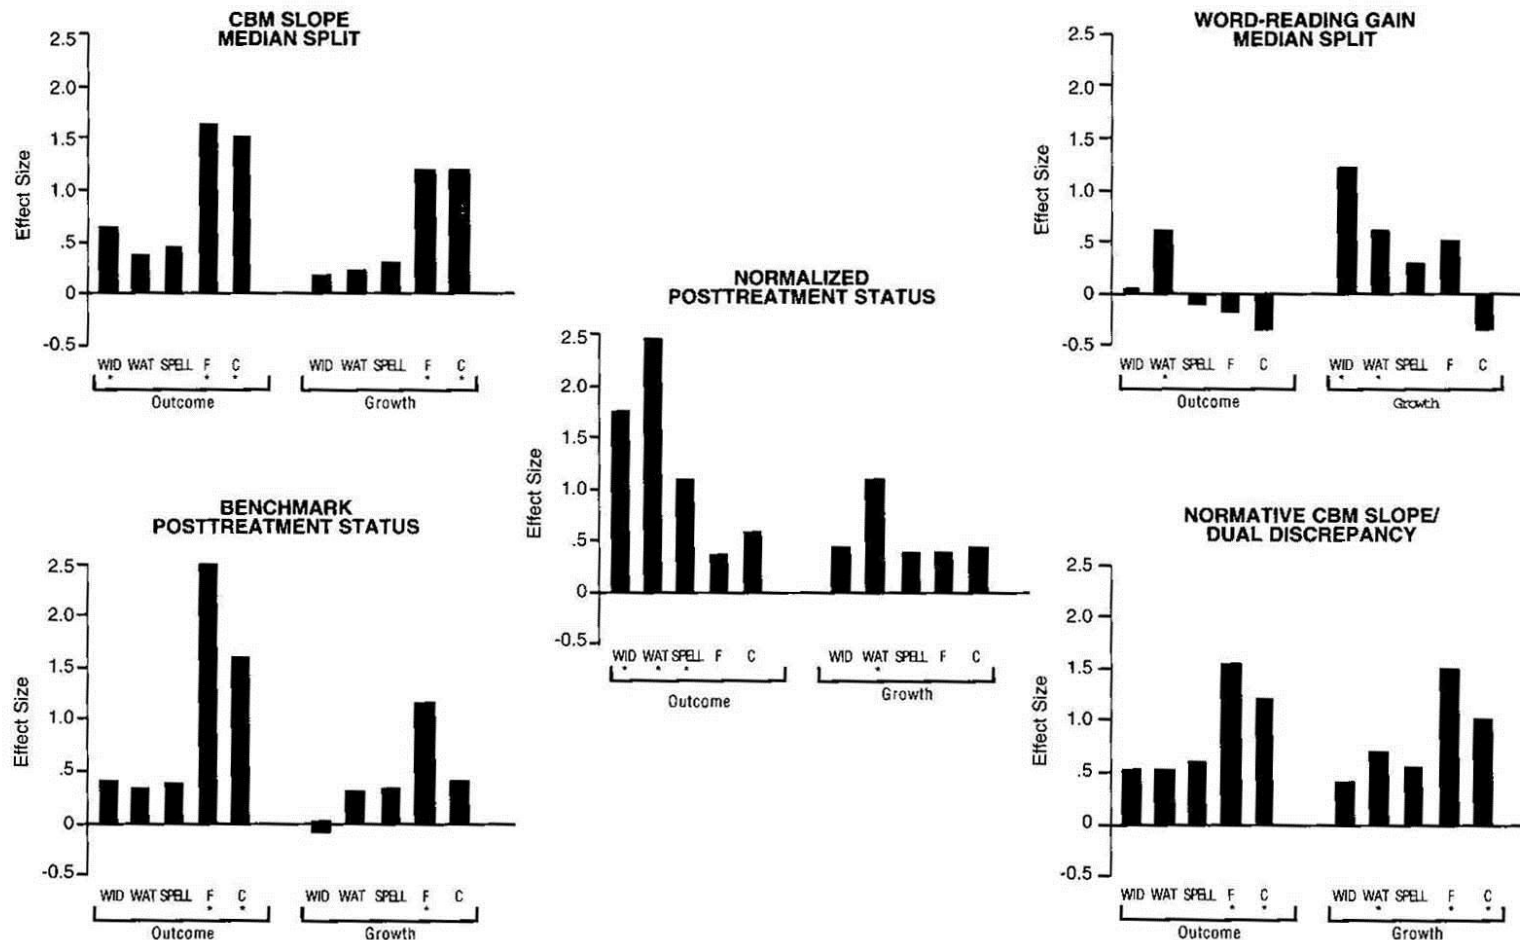 CBM SLOPE
MEDIAN SPLIT
2.5
2.0
1.5
1.0
.5
0
-0.5
Effect Size
WID WAT SPELL F C WID WAT SPELL F C
* * * * *
Outcome Growth
WORD-READING GAIN
MEDIAN SPLIT
2.5
2.0
1.5
1.0
.5
0
-0.5
Effect Size
WID WAT SPELL F C WID WAT SPELL F C
* * *
Outcome Growth
NORMALIZED
POSTTREATMENT STATUS
2.5
2.0
1.5
1.0
.5
0
-0.5
Effect Size
WID WAT SPELL F C WID WAT SPELL F C
* * * *
Outcome Growth
BENCHMARK
POSTTREATMENT STATUS
2.5
2.0
1.5
1.0
.5
0
-0.5
Effect Size
WID WAT SPELL F C WID WAT SPELL F C
* * *
Outcome Growth
NORMATIVE CBM SLOPE/
DUAL DISCREPANCY
2.5
2.0
1.5
1.0
.5
0
-0.5
Effect Size
WID WAT SPELL F C WID WAT SPELL F C
* * * * *
Outcome Growth